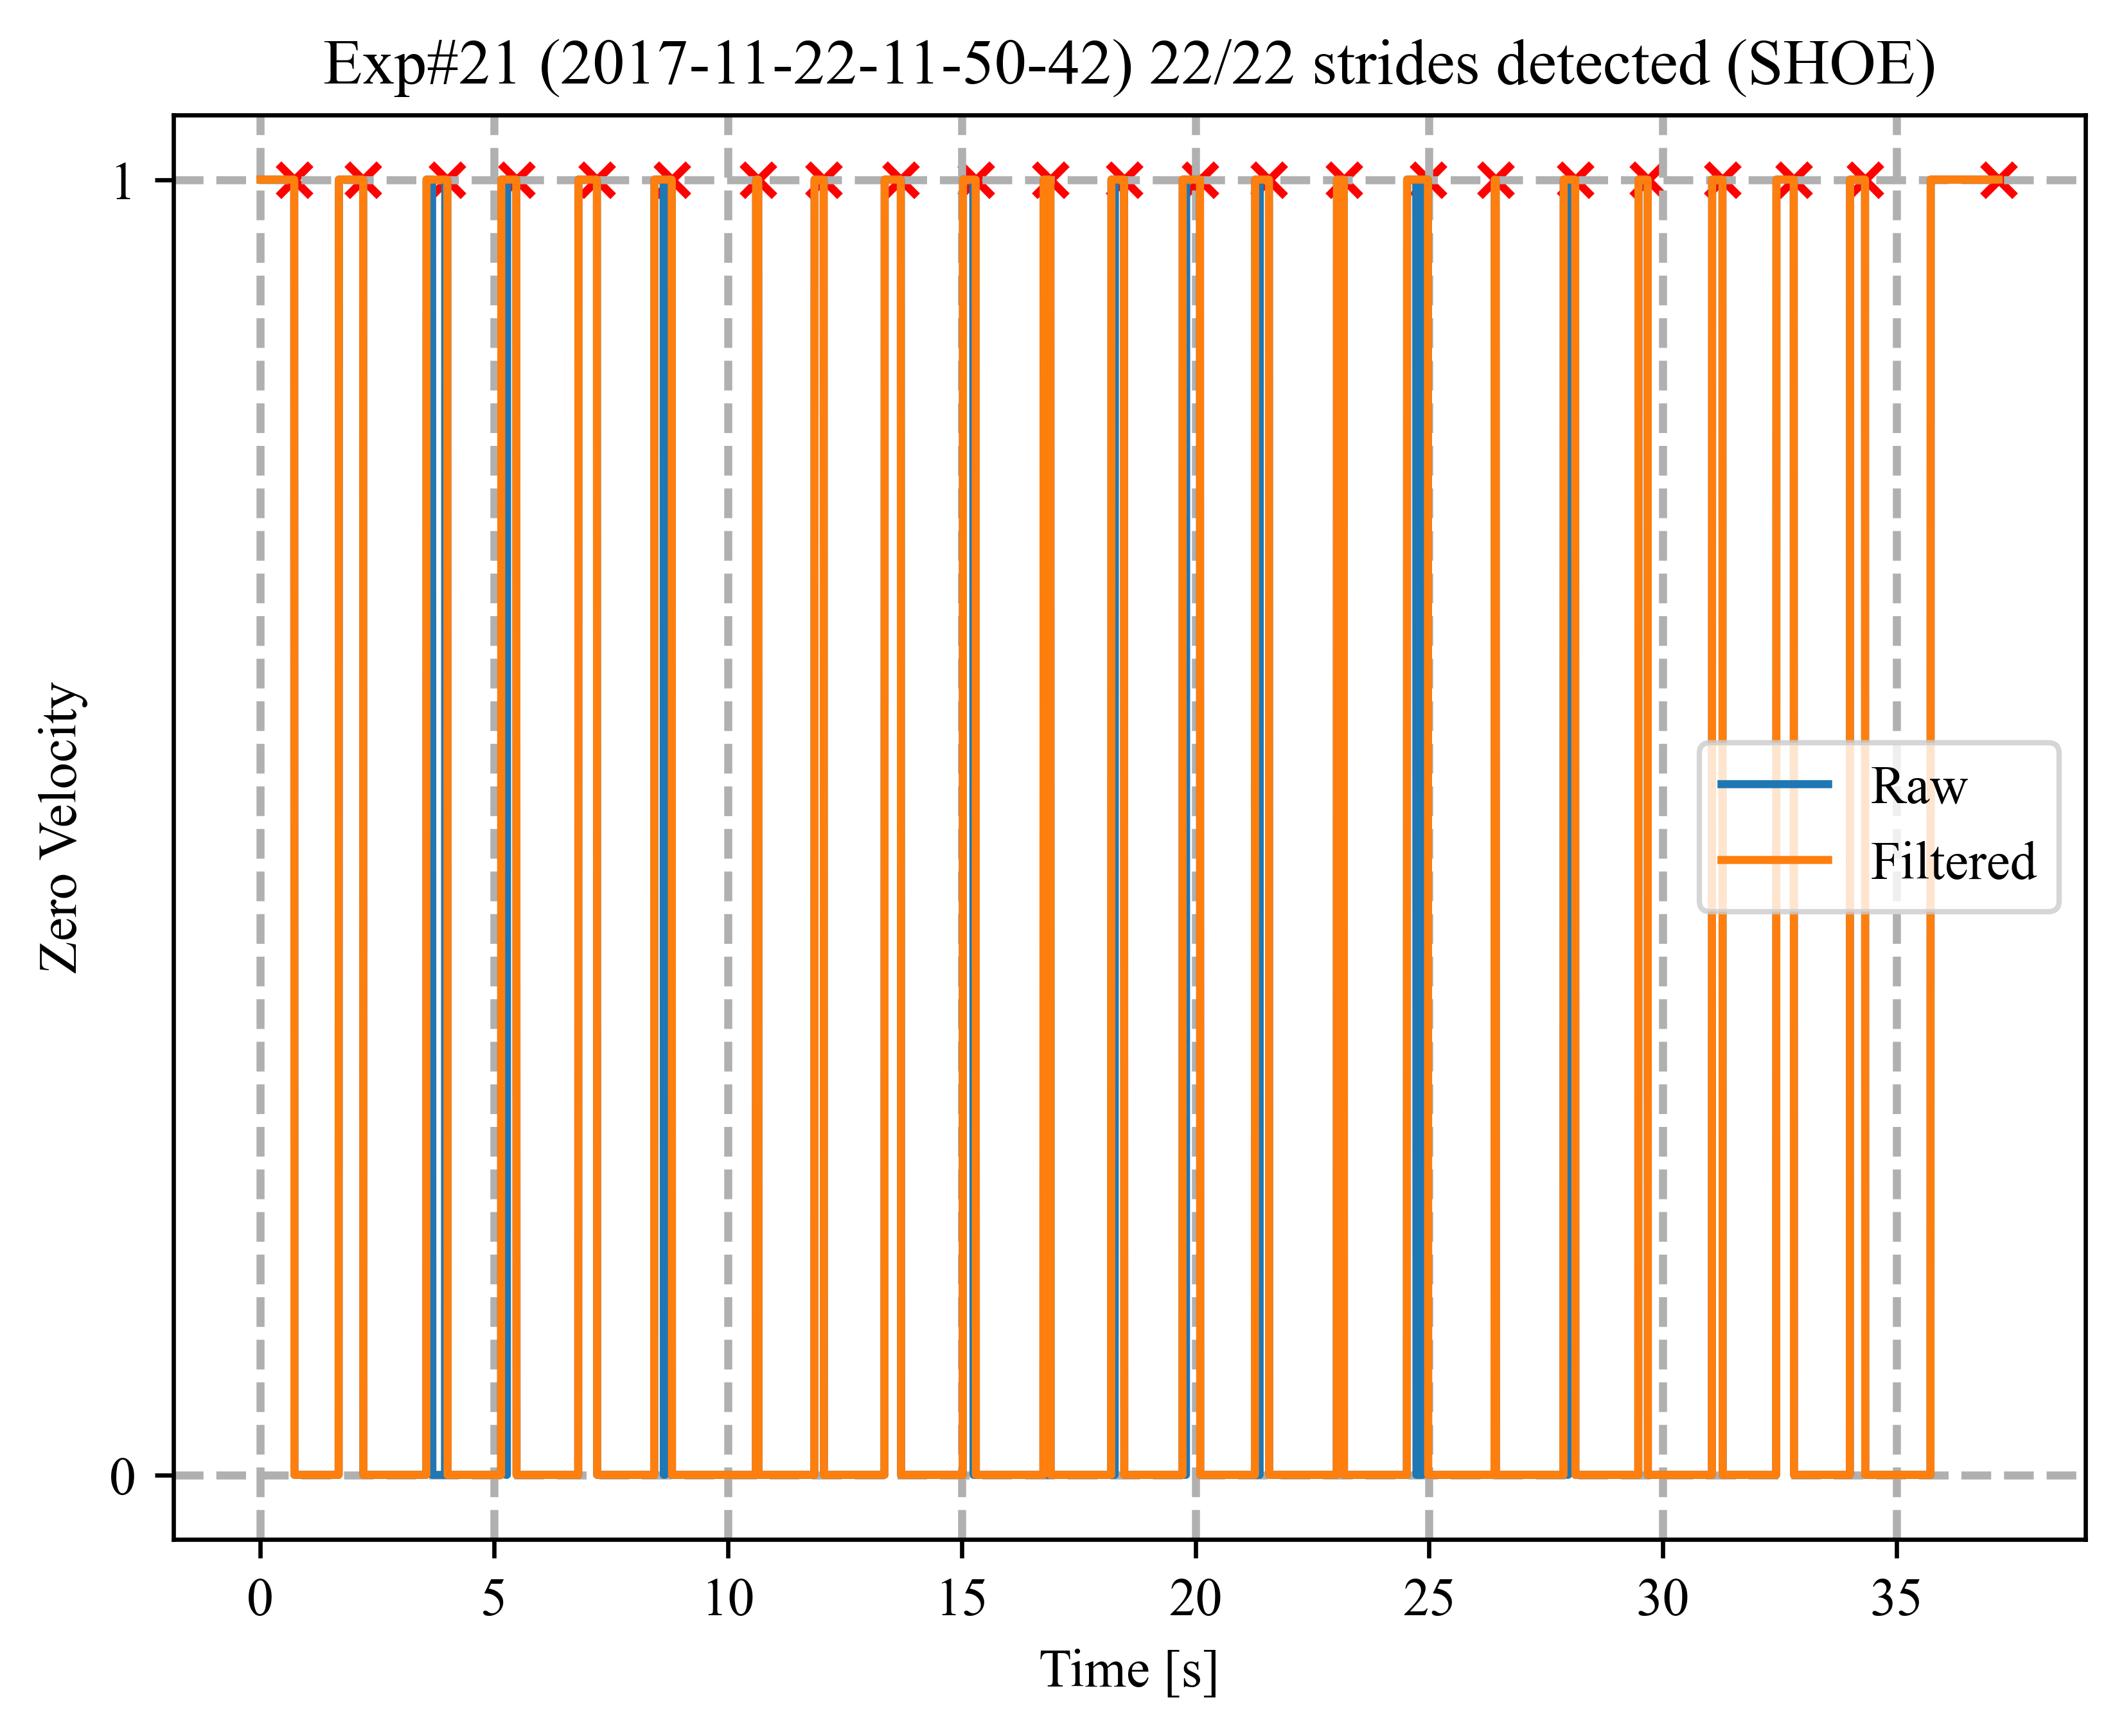 Exp#21 (2017-11-22-11-50-42) 22/22 strides detected (SHOE)
1
Zero Velocity
Raw
Filtered
0
0 5 10 15 20 25 30 35
Time [s]